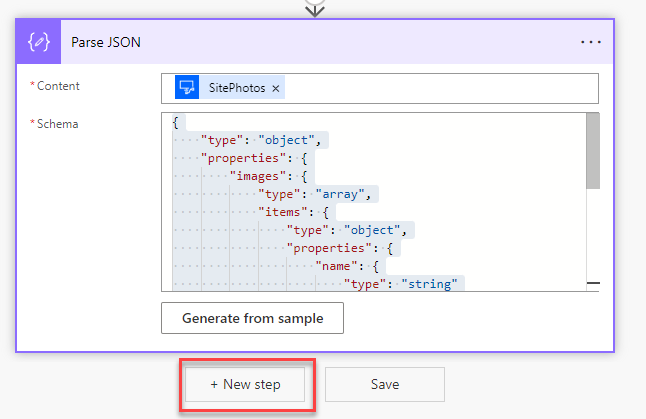 Parse JSON
* Content
SitePhotos ×
* Schema
{
"type": "object",
"properties": {
"images": {
"type": "array",
"items": {
"type": "object",
"properties": {
"name": {
"type": "string"
Generate from sample
+ New step
Save